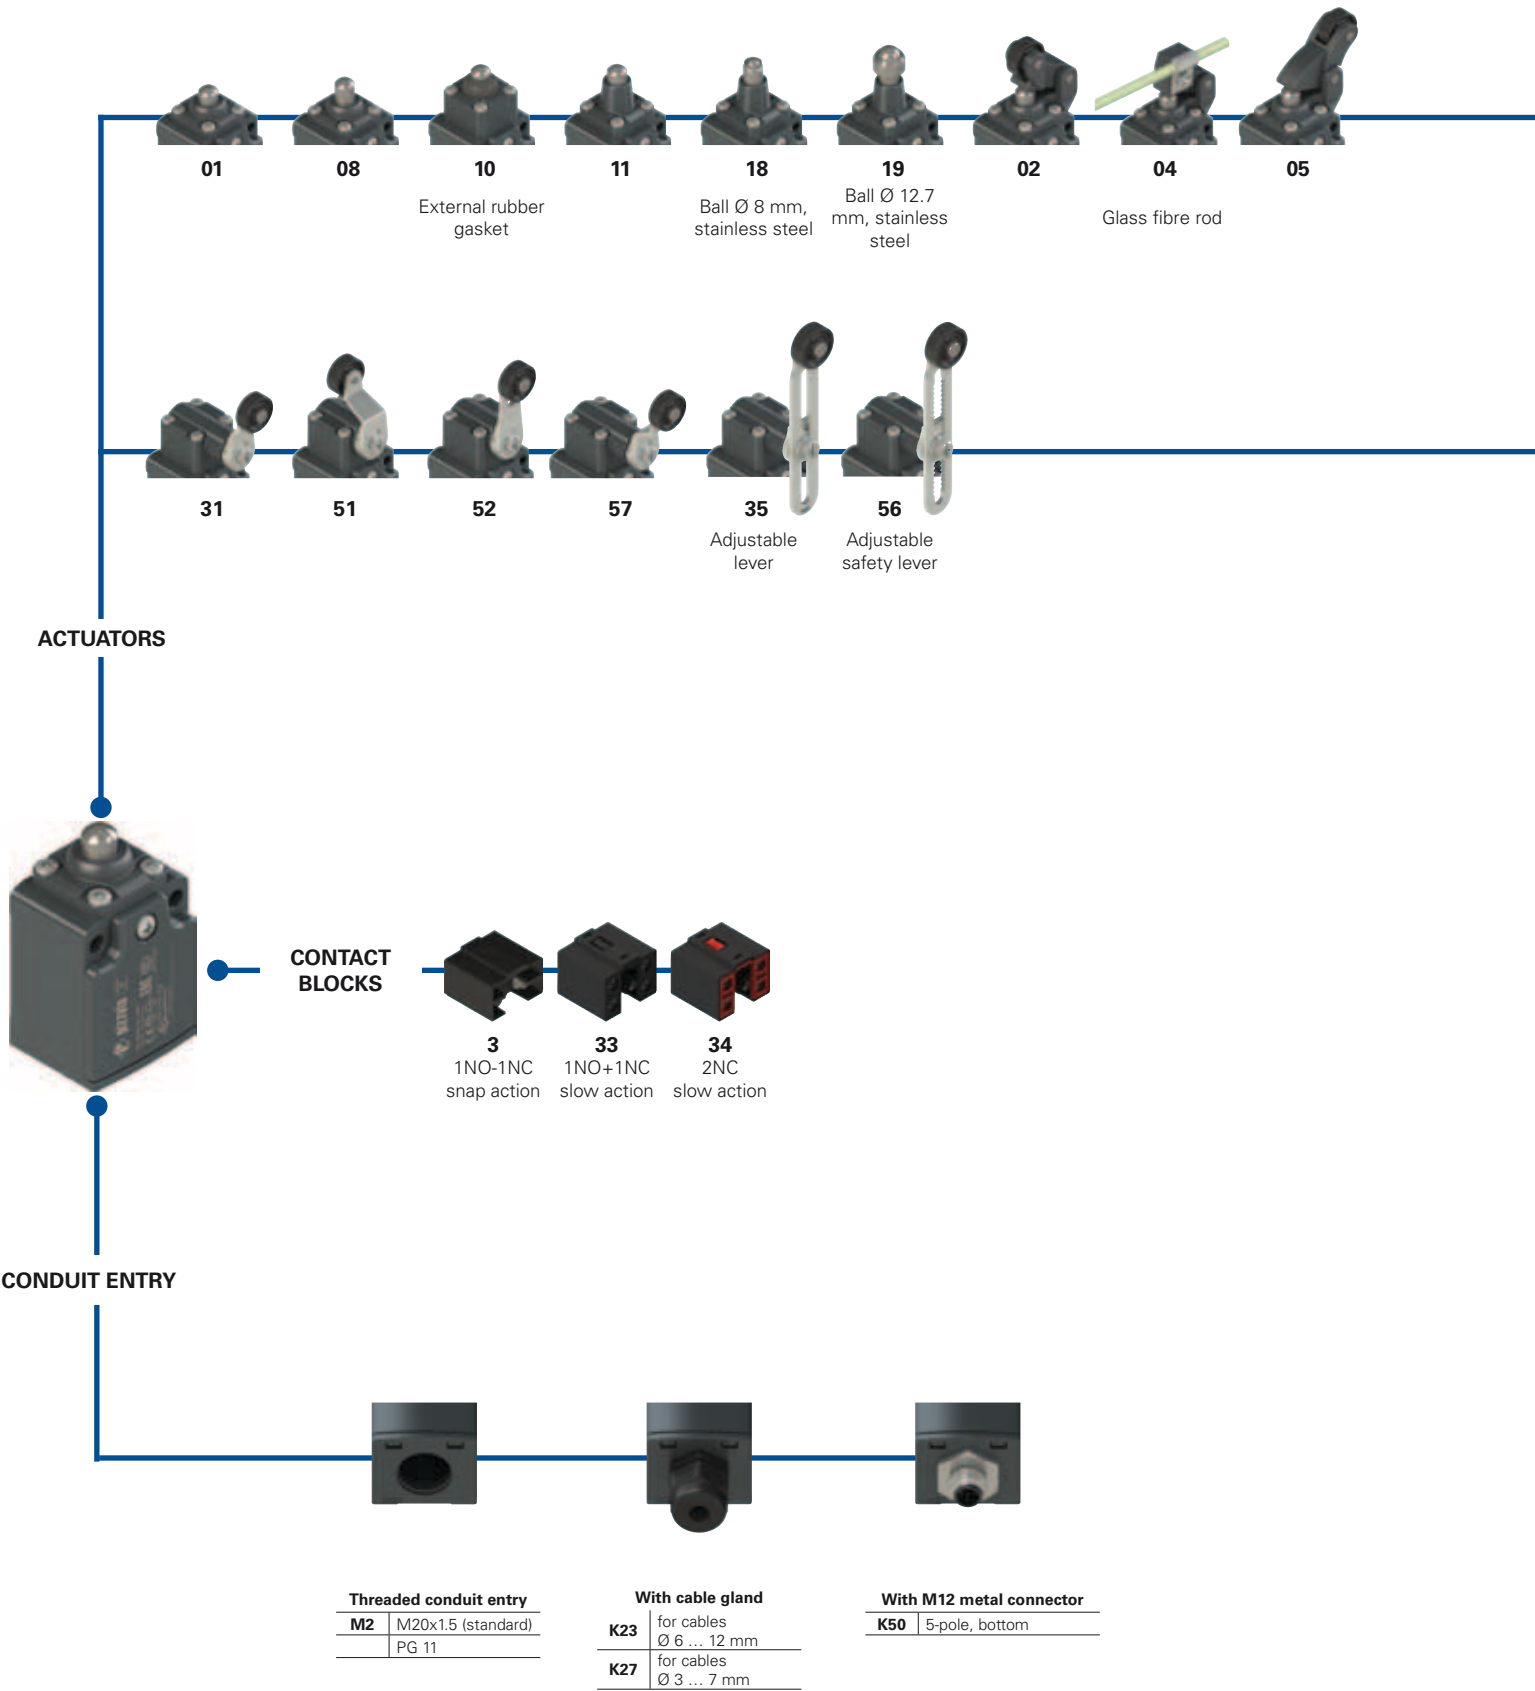 01 08 10 11 18 19 02 04 05
External rubber
gasket
Ball Ø 8 mm,
stainless steel
Ball Ø 12.7
mm, stainless
steel
Glass fibre rod
31 51 52 57 35 56
Adjustable
lever
Adjustable
safety lever
ACTUATORS
CONTACT
BLOCKS
3
1NO-1NC
snap action
33
1NO+1NC
slow action
34
2NC
slow action
CONDUIT ENTRY
Threaded conduit entry
M2 M20x1.5 (standard)
PG 11
With cable gland
K23 for cables
Ø 6 … 12 mm
K27 for cables
Ø 3 … 7 mm
With M12 metal connector
K50 5-pole, bottom